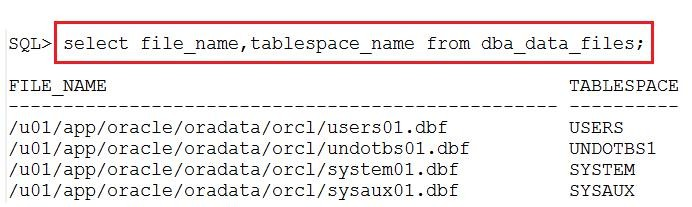 SQL> select file_name,tablespace_name from dba_data_files;
FILE_NAME TABLESPACE
------------------------------------------------------- ----------
/u01/app/oracle/oradata/orcl/users01.dbf USERS
/u01/app/oracle/oradata/orcl/undotbs01.dbf UNDOTBS1
/u01/app/oracle/oradata/orcl/system01.dbf SYSTEM
/u01/app/oracle/oradata/orcl/sysaux01.dbf SYSAUX